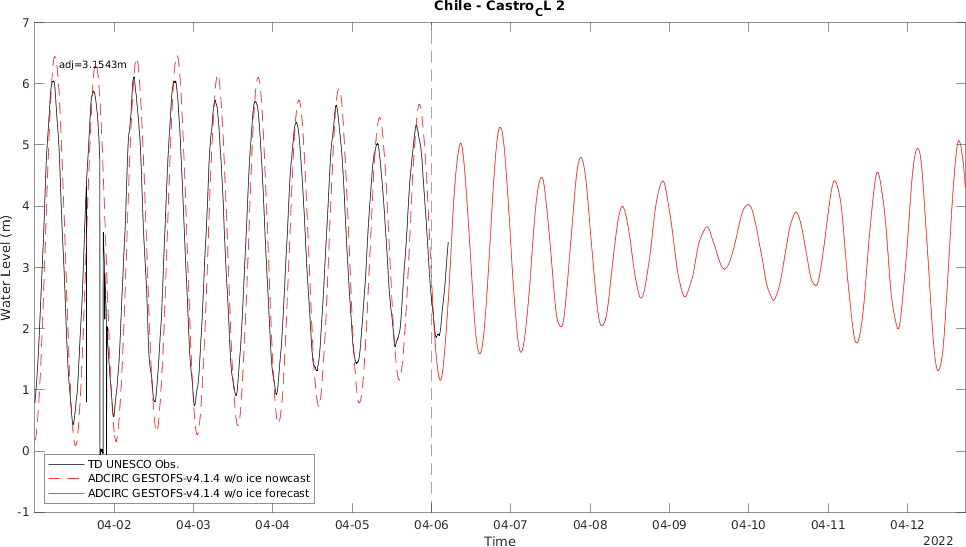 Chile - CastroCL 2
adj=3.1543m
7
6
5
4
3
2
1
0
-1
Water Level (m)
TD UNESCO Obs.
ADCIRC GESTOFS-v4.1.4 w/o ice nowcast
ADCIRC GESTOFS-v4.1.4 w/o ice forecast
04-02 04-03 04-04 04-05 04-06 04-07 04-08 04-09 04-10 04-11 04-12
Time
2022